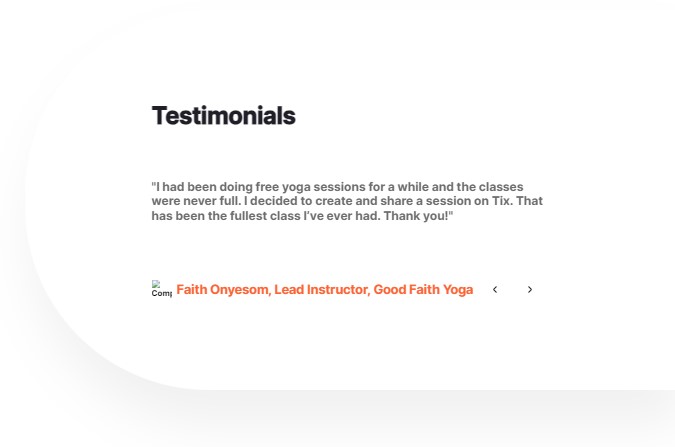 Testimonials
"I had been doing free yoga sessions for a while and the classes
were never full. I decided to create and share a session on Tix. That
has been the fullest class I’ve ever had. Thank you!"
Comp Faith Onyesom, Lead Instructor, Good Faith Yoga